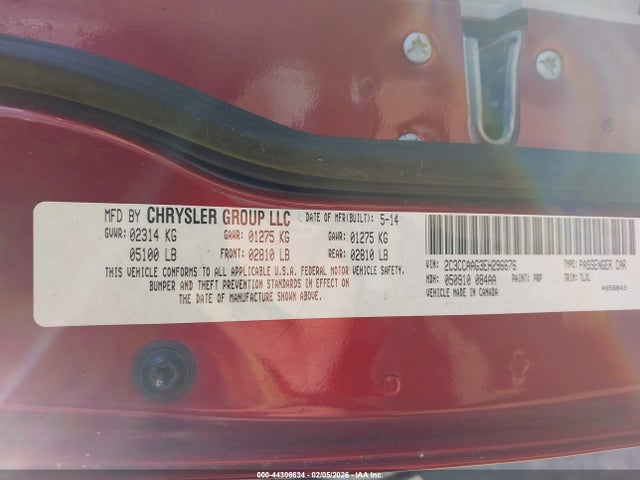 MFD BY CHRYSLER GROUP LLC DATE OF MFR(BUILT): 5-14
GVWR: 02314 KG GAWR: 01275 KG GAWR: 01275 KG
05100 LB FRONT: 02810 LB REAR: 02810 LB
THIS VEHICLE CONFORMS TO ALL APPLICABLE U.S.A. FEDERAL MOTOR VEHICLE SAFETY,
BUMPER AND THEFT PREVENTION STANDARDS IN EFFECT ON
THE DATE OF MANUFACTURE SHOWN ABOVE.
VIN: 2C3CCAAG3EH296676 TYPE: PASSENGER CAR
MDH: 050910 084AA PAINT: PRP TRIM: TLXL
VEHICLE MADE IN CANADA 4658843
000-44306634 - 02/05/2026 - IAA Inc.